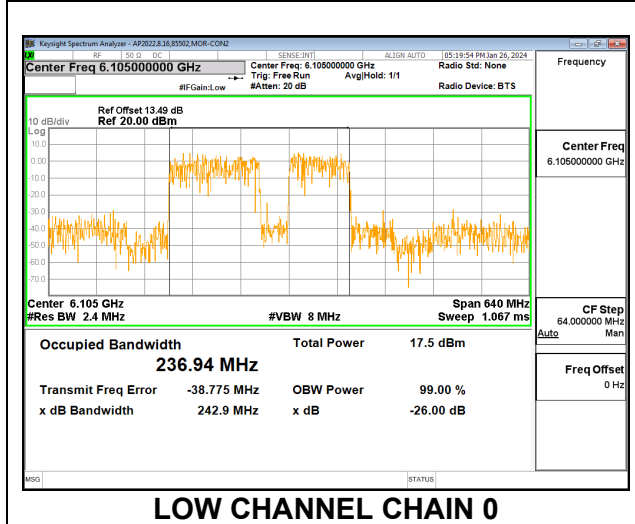 Keysight Spectrum Analyzer - AP2022.8.16,85502,MOR-CON2
RF 50 Ω DC SENSE:INT ALIGN AUTO 05:19:54 PM Jan 26, 2024
Center Freq 6.105000000 GHz Center Freq: 6.105000000 GHz Radio Std: None
Trig: Free Run Avg|Hold: 1/1
#IFGain:Low #Atten: 20 dB Radio Device: BTS
Frequency
Ref Offset 13.49 dB
10 dB/div Ref 20.00 dBm
Log
10.0
0.00
-10.0
-20.0
-30.0
-40.0
-50.0
-60.0
-70.0
Center 6.105 GHz Span 640 MHz
#Res BW 2.4 MHz #VBW 8 MHz Sweep 1.067 ms
Occupied Bandwidth Total Power 17.5 dBm
236.94 MHz
Transmit Freq Error -38.775 MHz OBW Power 99.00 %
x dB Bandwidth 242.9 MHz x dB -26.00 dB
Center Freq
6.105000000 GHz
CF Step
64.000000 MHz
Auto Man
Freq Offset
0 Hz
MSG STATUS
LOW CHANNEL CHAIN 0